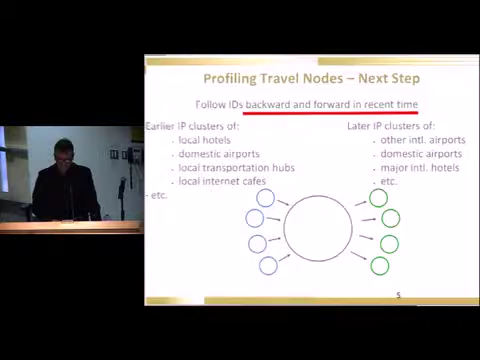 Profiling Travel Nodes – Next Step
Follow IDs backward and forward in recent time
Earlier IP clusters of:
local hotels
domestic airports
local transportation hubs
local internet cafes
- etc.
Later IP clusters of:
other intl. airports
domestic airports
major intl. hotels
etc.
5